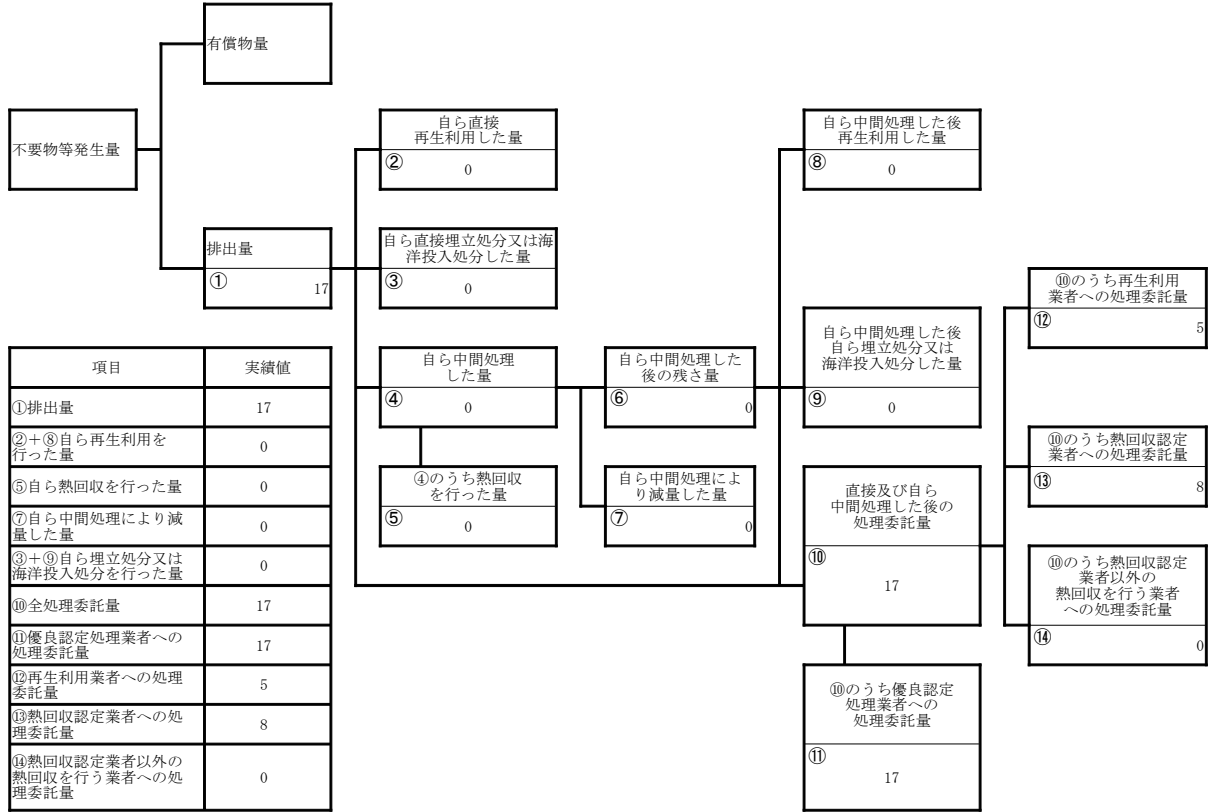 有償物量
不要物等発生量
排出量
①
17
自ら直接
再生利用した量
②
0
自ら直接埋立処分又は海
洋投入処分した量
③
0
自ら中間処理
した量
④
0
④のうち熱回収
を行った量
⑤
0
自ら中間処理した
後の残さ量
⑥
0
自ら中間処理によ
り減量した量
⑦
0
自ら中間処理した後
再生利用した量
⑧
0
自ら中間処理した後
自ら埋立処分又は
海洋投入処分した量
⑨
0
直接及び自ら
中間処理した後の
処理委託量
⑩
17
⑩のうち優良認定
処理業者への
処理委託量
⑪
17
⑩のうち再生利用
業者への処理委託量
⑫
5
⑩のうち熱回収認定
業者への処理委託量
⑬
8
⑩のうち熱回収認定
業者以外の
熱回収を行う業者
への処理委託量
⑭
0
項目 実績値
①排出量 17
②+⑧自ら再生利用を
行った量 0
⑤自ら熱回収を行った量 0
⑦自ら中間処理により減
量した量 0
③+⑨自ら埋立処分又は
海洋投入処分を行った量 0
⑩全処理委託量 17
⑪優良認定処理業者への
処理委託量 17
⑫再生利用業者への処理
委託量 5
⑬熱回収認定業者への処
理委託量 8
⑭熱回収認定業者以外の
熱回収を行う業者への処
理委託量 0